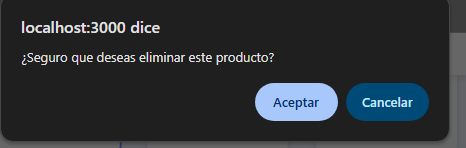 localhost:3000 dice
¿Seguro que deseas eliminar este producto?
Aceptar
Cancelar